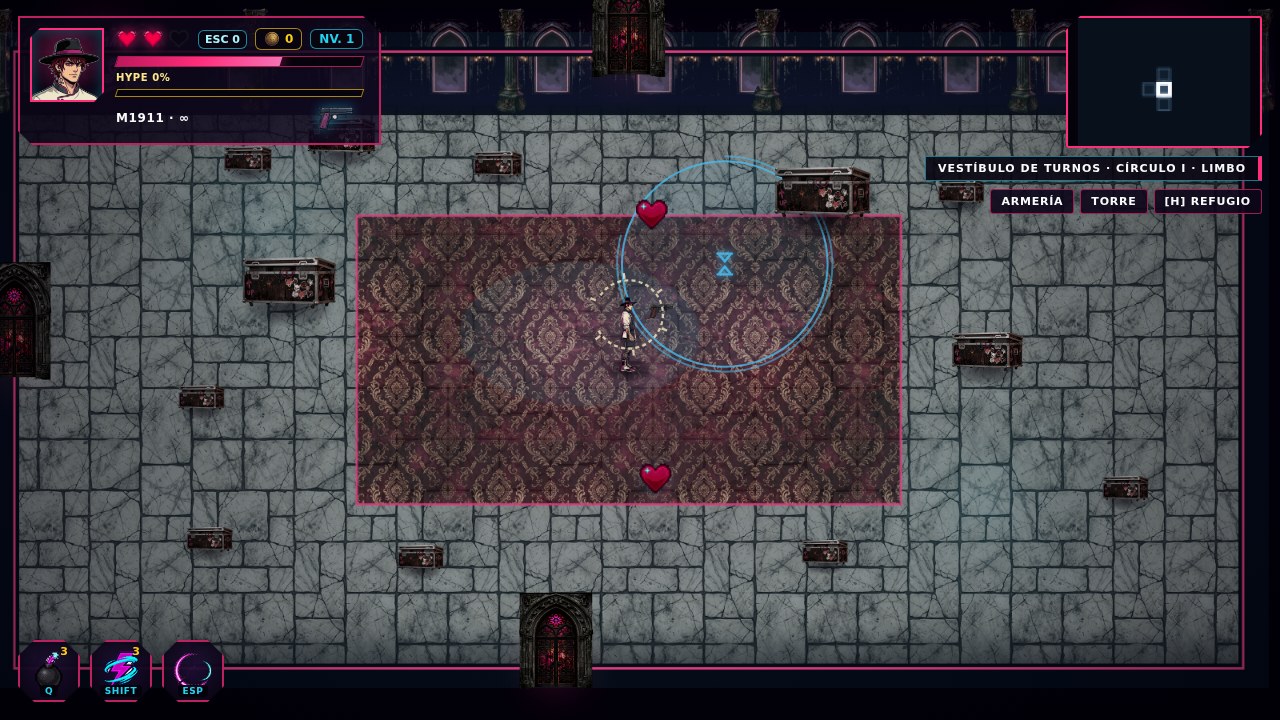 ESC 0
0
NV. 1
HYPE 0%
M1911 · ∞
VESTÍBULO DE TURNOS · CÍRCULO I · LIMBO
ARMERÍA
TORRE
[H] REFUGIO
3
Q
3
SHIFT
ESP